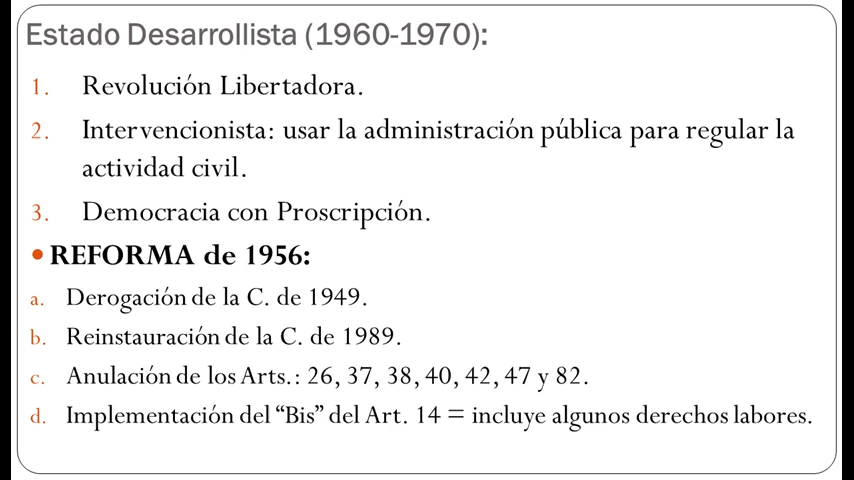 Estado Desarrollista (1960-1970):
1. Revolución Libertadora.
2. Intervencionista: usar la administración pública para regular la
actividad civil.
3. Democracia con Proscripción.
• REFORMA de 1956:
a. Derogación de la C. de 1949.
b. Reinstauración de la C. de 1989.
c. Anulación de los Arts.: 26, 37, 38, 40, 42, 47 y 82.
d. Implementación del “Bis” del Art. 14 = incluye algunos derechos labores.